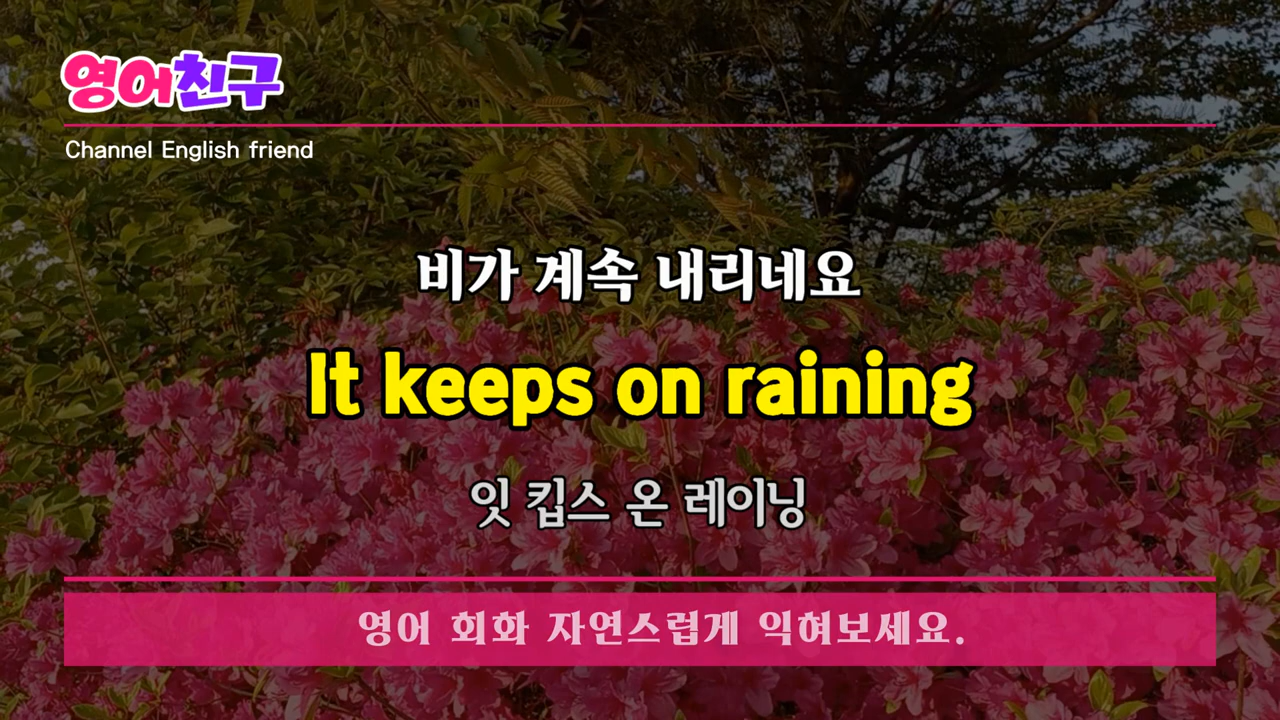 영어친구
Channel English friend
비가 계속 내리네요
It keeps on raining
잇 킵스 온 레이닝
영어 회화 자연스럽게 익혀보세요.